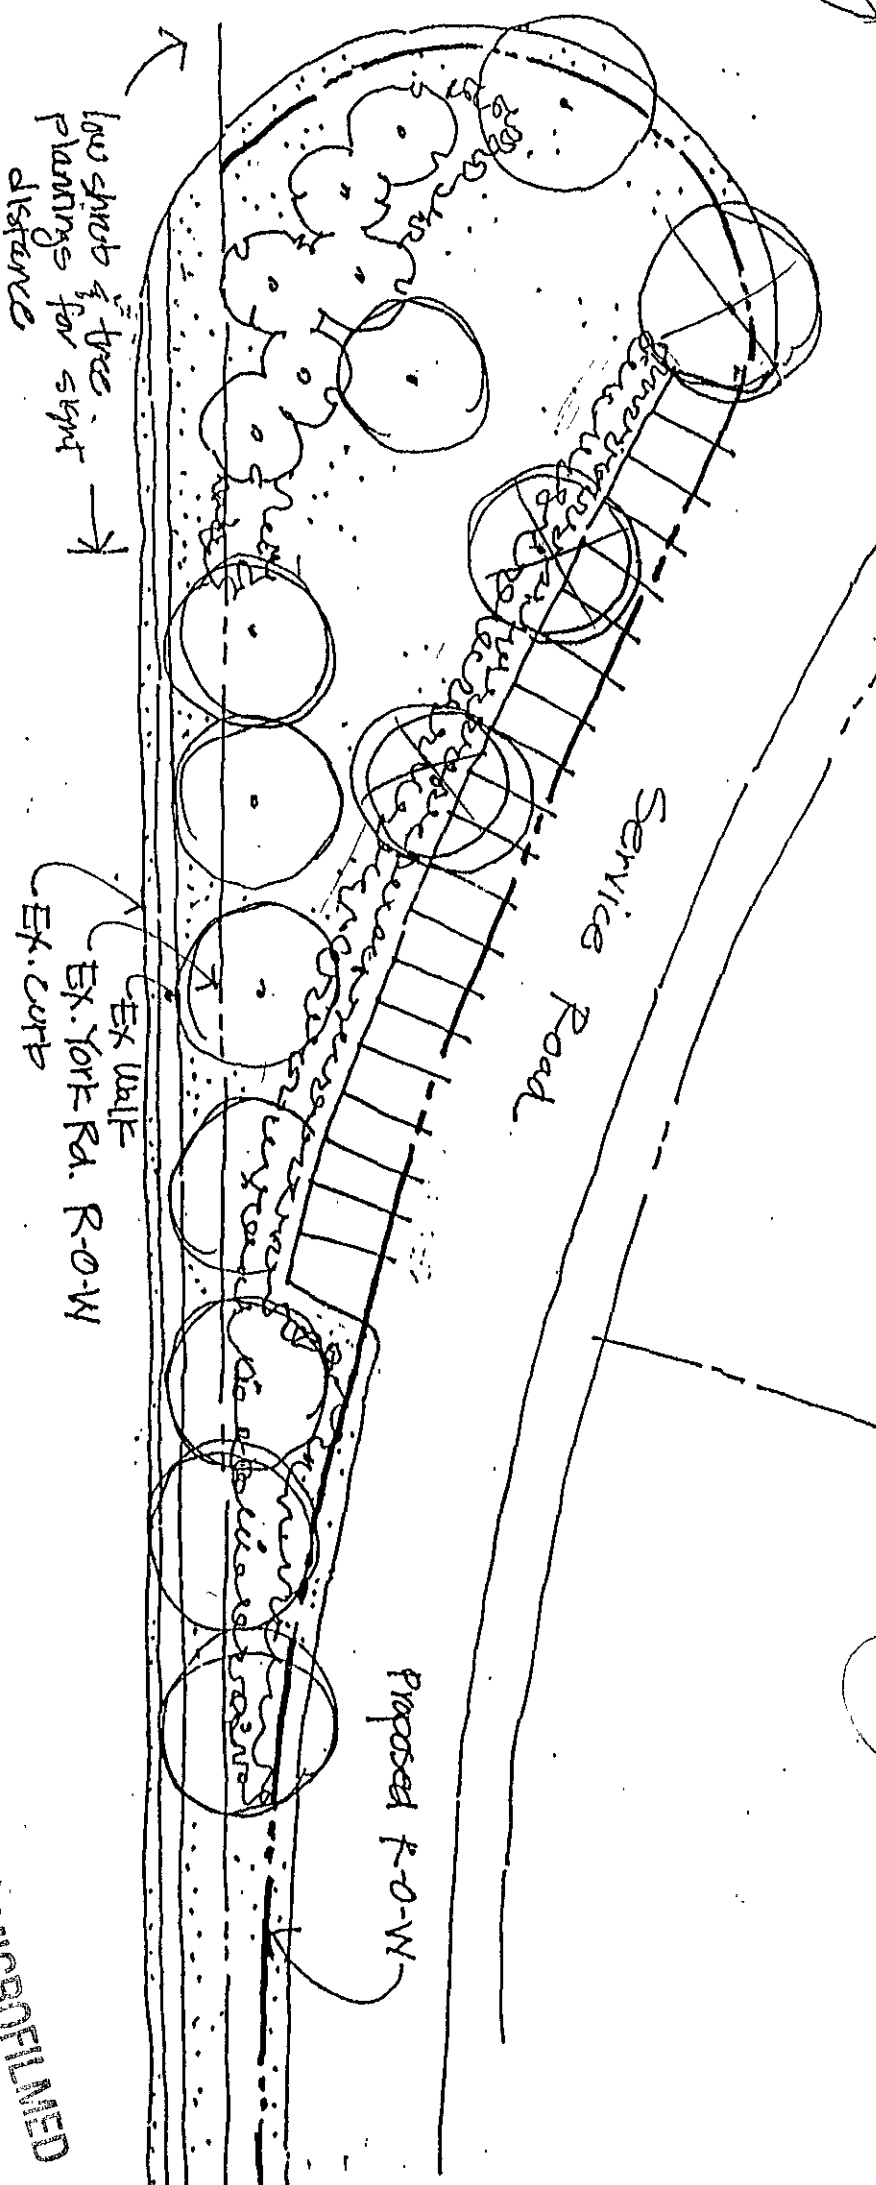 low shrub & tree
plantings for sight
distance
Service Road
Ex Walk
Ex. York Rd. R-O-W
Ex. curb
Proposed R-O-W
MICROFILMED